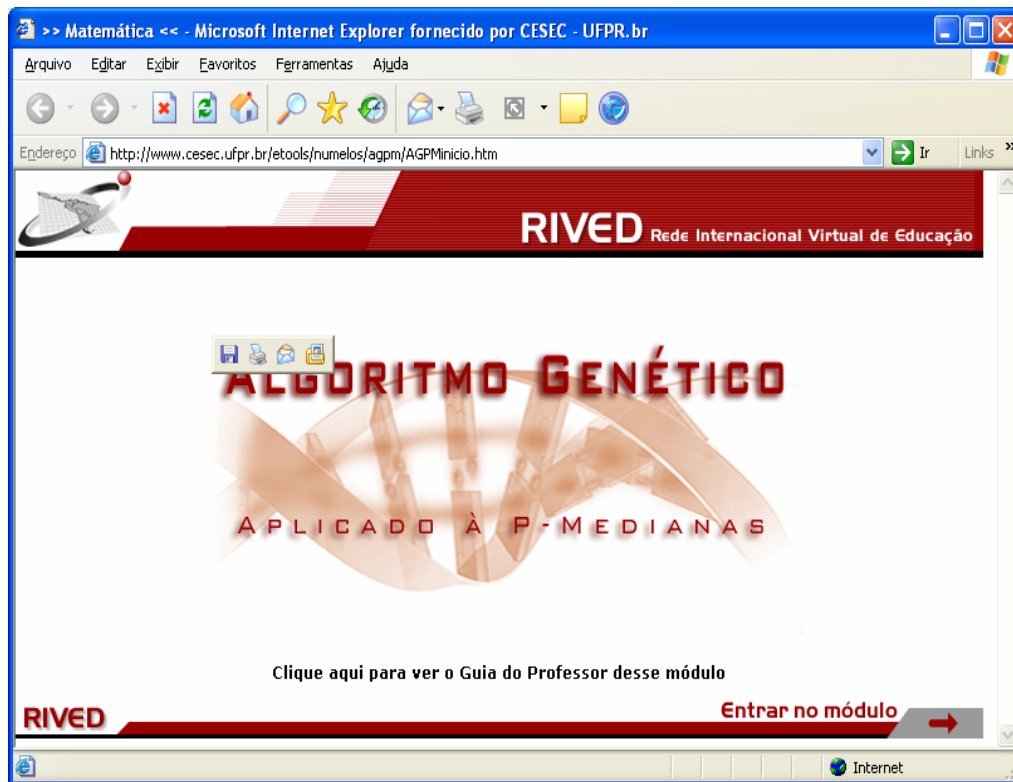 >> Matemática << - Microsoft Internet Explorer fornecido por CESEC - UFPR.br
Arquivo Editar Exibir Favoritos Ferramentas Ajuda
Endereço http://www.cesec.ufpr.br/etools/numelos/agpm/AGPMinicio.htm Ir Links »
RIVED Rede Internacional Virtual de Educação
Algoritmo Genético
Aplicado à P-Medianas
Clique aqui para ver o Guia do Professor desse módulo
RIVED Entrar no módulo
Internet